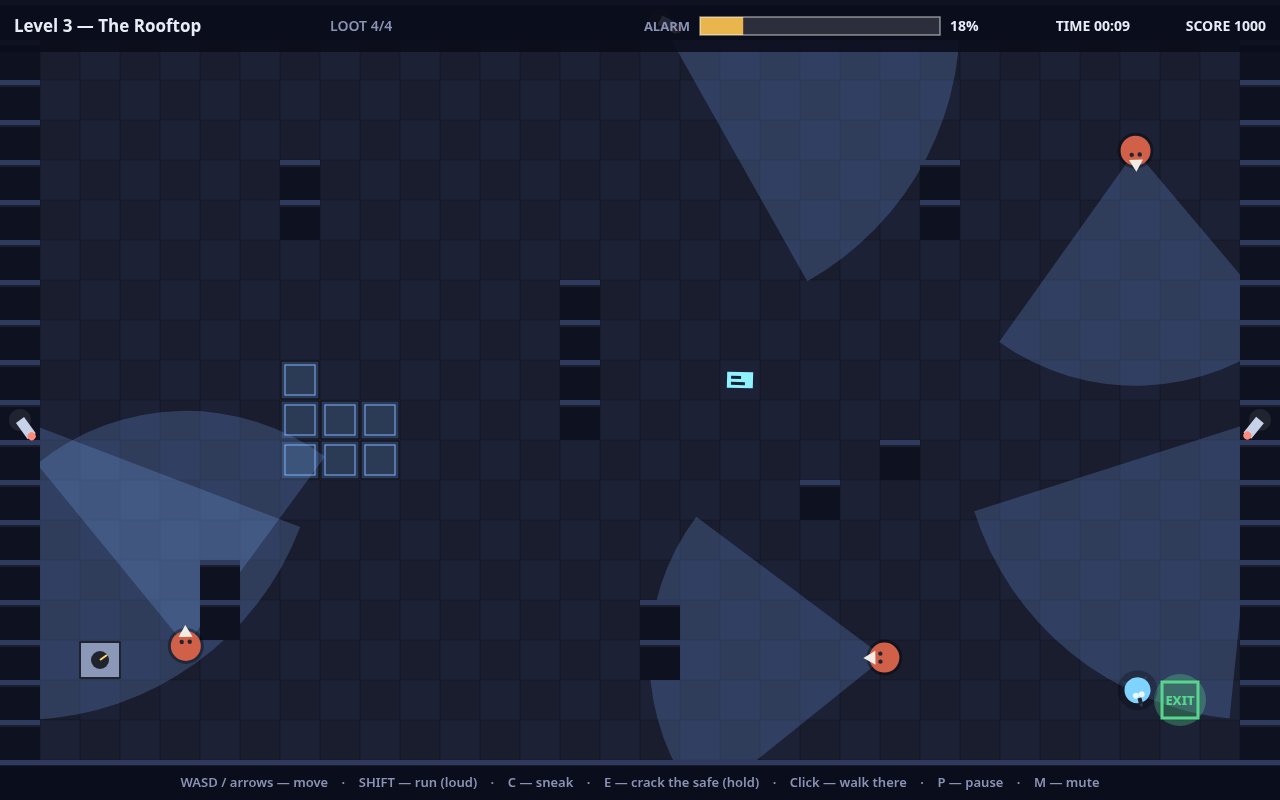 Level 3 — The Rooftop LOOT 4/4 ALARM 18% TIME 00:09 SCORE 1000
EXIT
WASD / arrows — move · SHIFT — run (loud) · C — sneak · E — crack the safe (hold) · Click — walk there · P — pause · M — mute